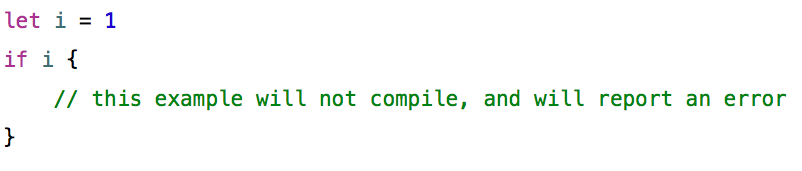 let i = 1
if i {
    // this example will not compile, and will report an error
}